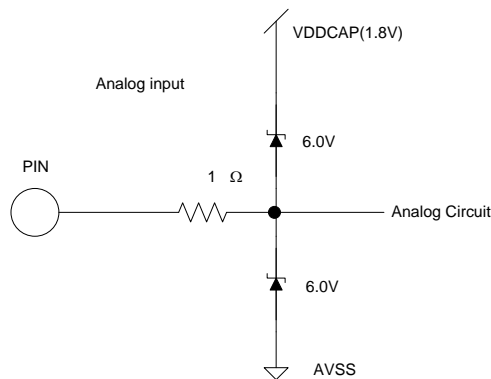 VDDCAP(1.8V)
Analog input
6.0V
PIN
1 Ω
Analog Circuit
6.0V
AVSS